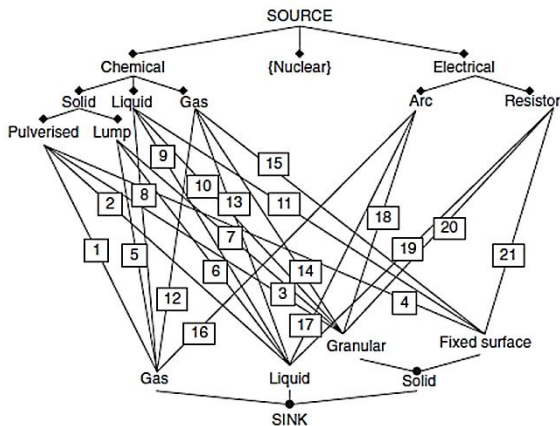 SOURCE
Chemical {Nuclear} Electrical
Solid Liquid Gas Arc Resistor
Pulverised Lump
9 15
2 8 10 13 11 18
1 5 7 19 20
12 6 14 21
3 4
16 17
Granular Fixed surface
Gas Liquid Solid
SINK